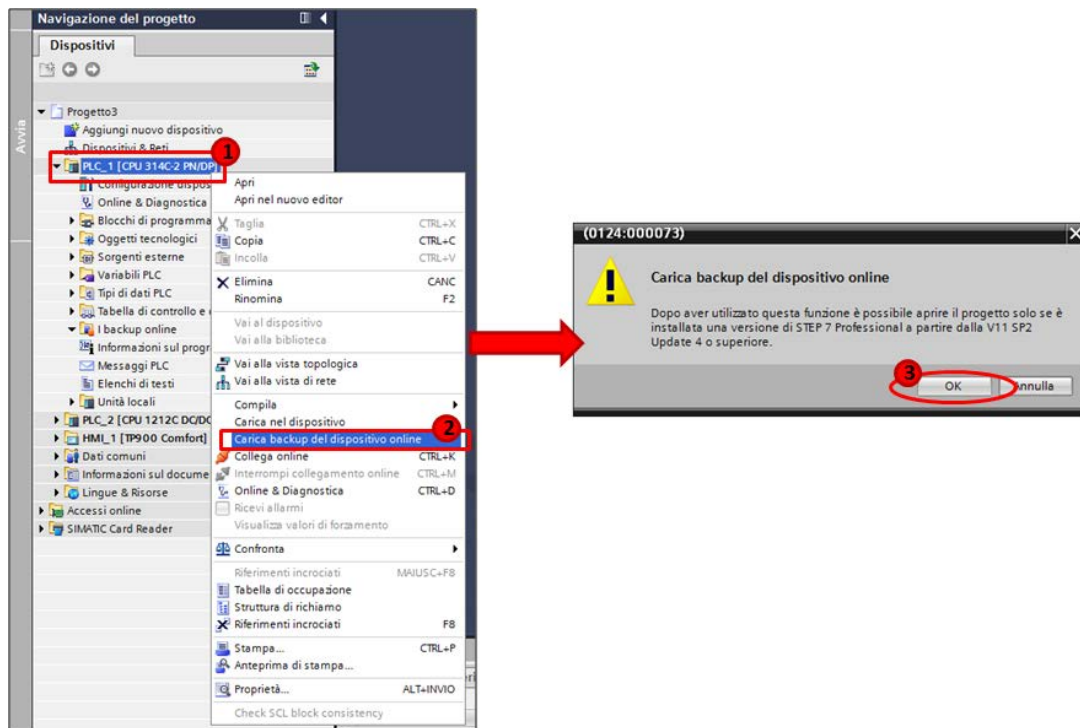 Navigazione del progetto
Dispositivi
Avvia
Progetto3
Aggiungi nuovo dispositivo
Dispositivi & Reti
1
PLC_1 [CPU 314C-2 PN/DP]
Configurazione dispos
Online & Diagnostica
Blocchi di programma
Oggetti tecnologici
Sorgenti esterne
Variabili PLC
Tipi di dati PLC
Tabella di controllo e
I backup online
Informazioni sul progr
Messaggi PLC
Elenchi di testi
Unità locali
PLC_2 [CPU 1212C DC/DC
HMI_1 [TP900 Comfort]
Dati comuni
Informazioni sul docume
Lingue & Risorse
Accessi online
SIMATIC Card Reader
Apri
Apri nel nuovo editor
Taglia CTRL+X
Copia CTRL+C
Incolla CTRL+V
Elimina CANC
Rinomina F2
Vai al dispositivo
Vai alla biblioteca
Vai alla vista topologica
Vai alla vista di rete
Compila
Carica nel dispositivo
2
Carica backup del dispositivo online
Collega online CTRL+K
Interrompi collegamento online CTRL+M
Online & Diagnostica CTRL+D
Ricevi allarmi
Visualizza valori di forzamento
Confronta
Riferimenti incrociati MAIUSC+F8
Tabella di occupazione
Struttura di richiamo
Riferimenti incrociati F8
Stampa... CTRL+P
Anteprima di stampa...
Proprietà... ALT+INVIO
Check SCL block consistency
(0124:000073)
Carica backup del dispositivo online
Dopo aver utilizzato questa funzione è possibile aprire il progetto solo se è
installata una versione di STEP 7 Professional a partire dalla V11 SP2
Update 4 o superiore.
3
OK Annulla